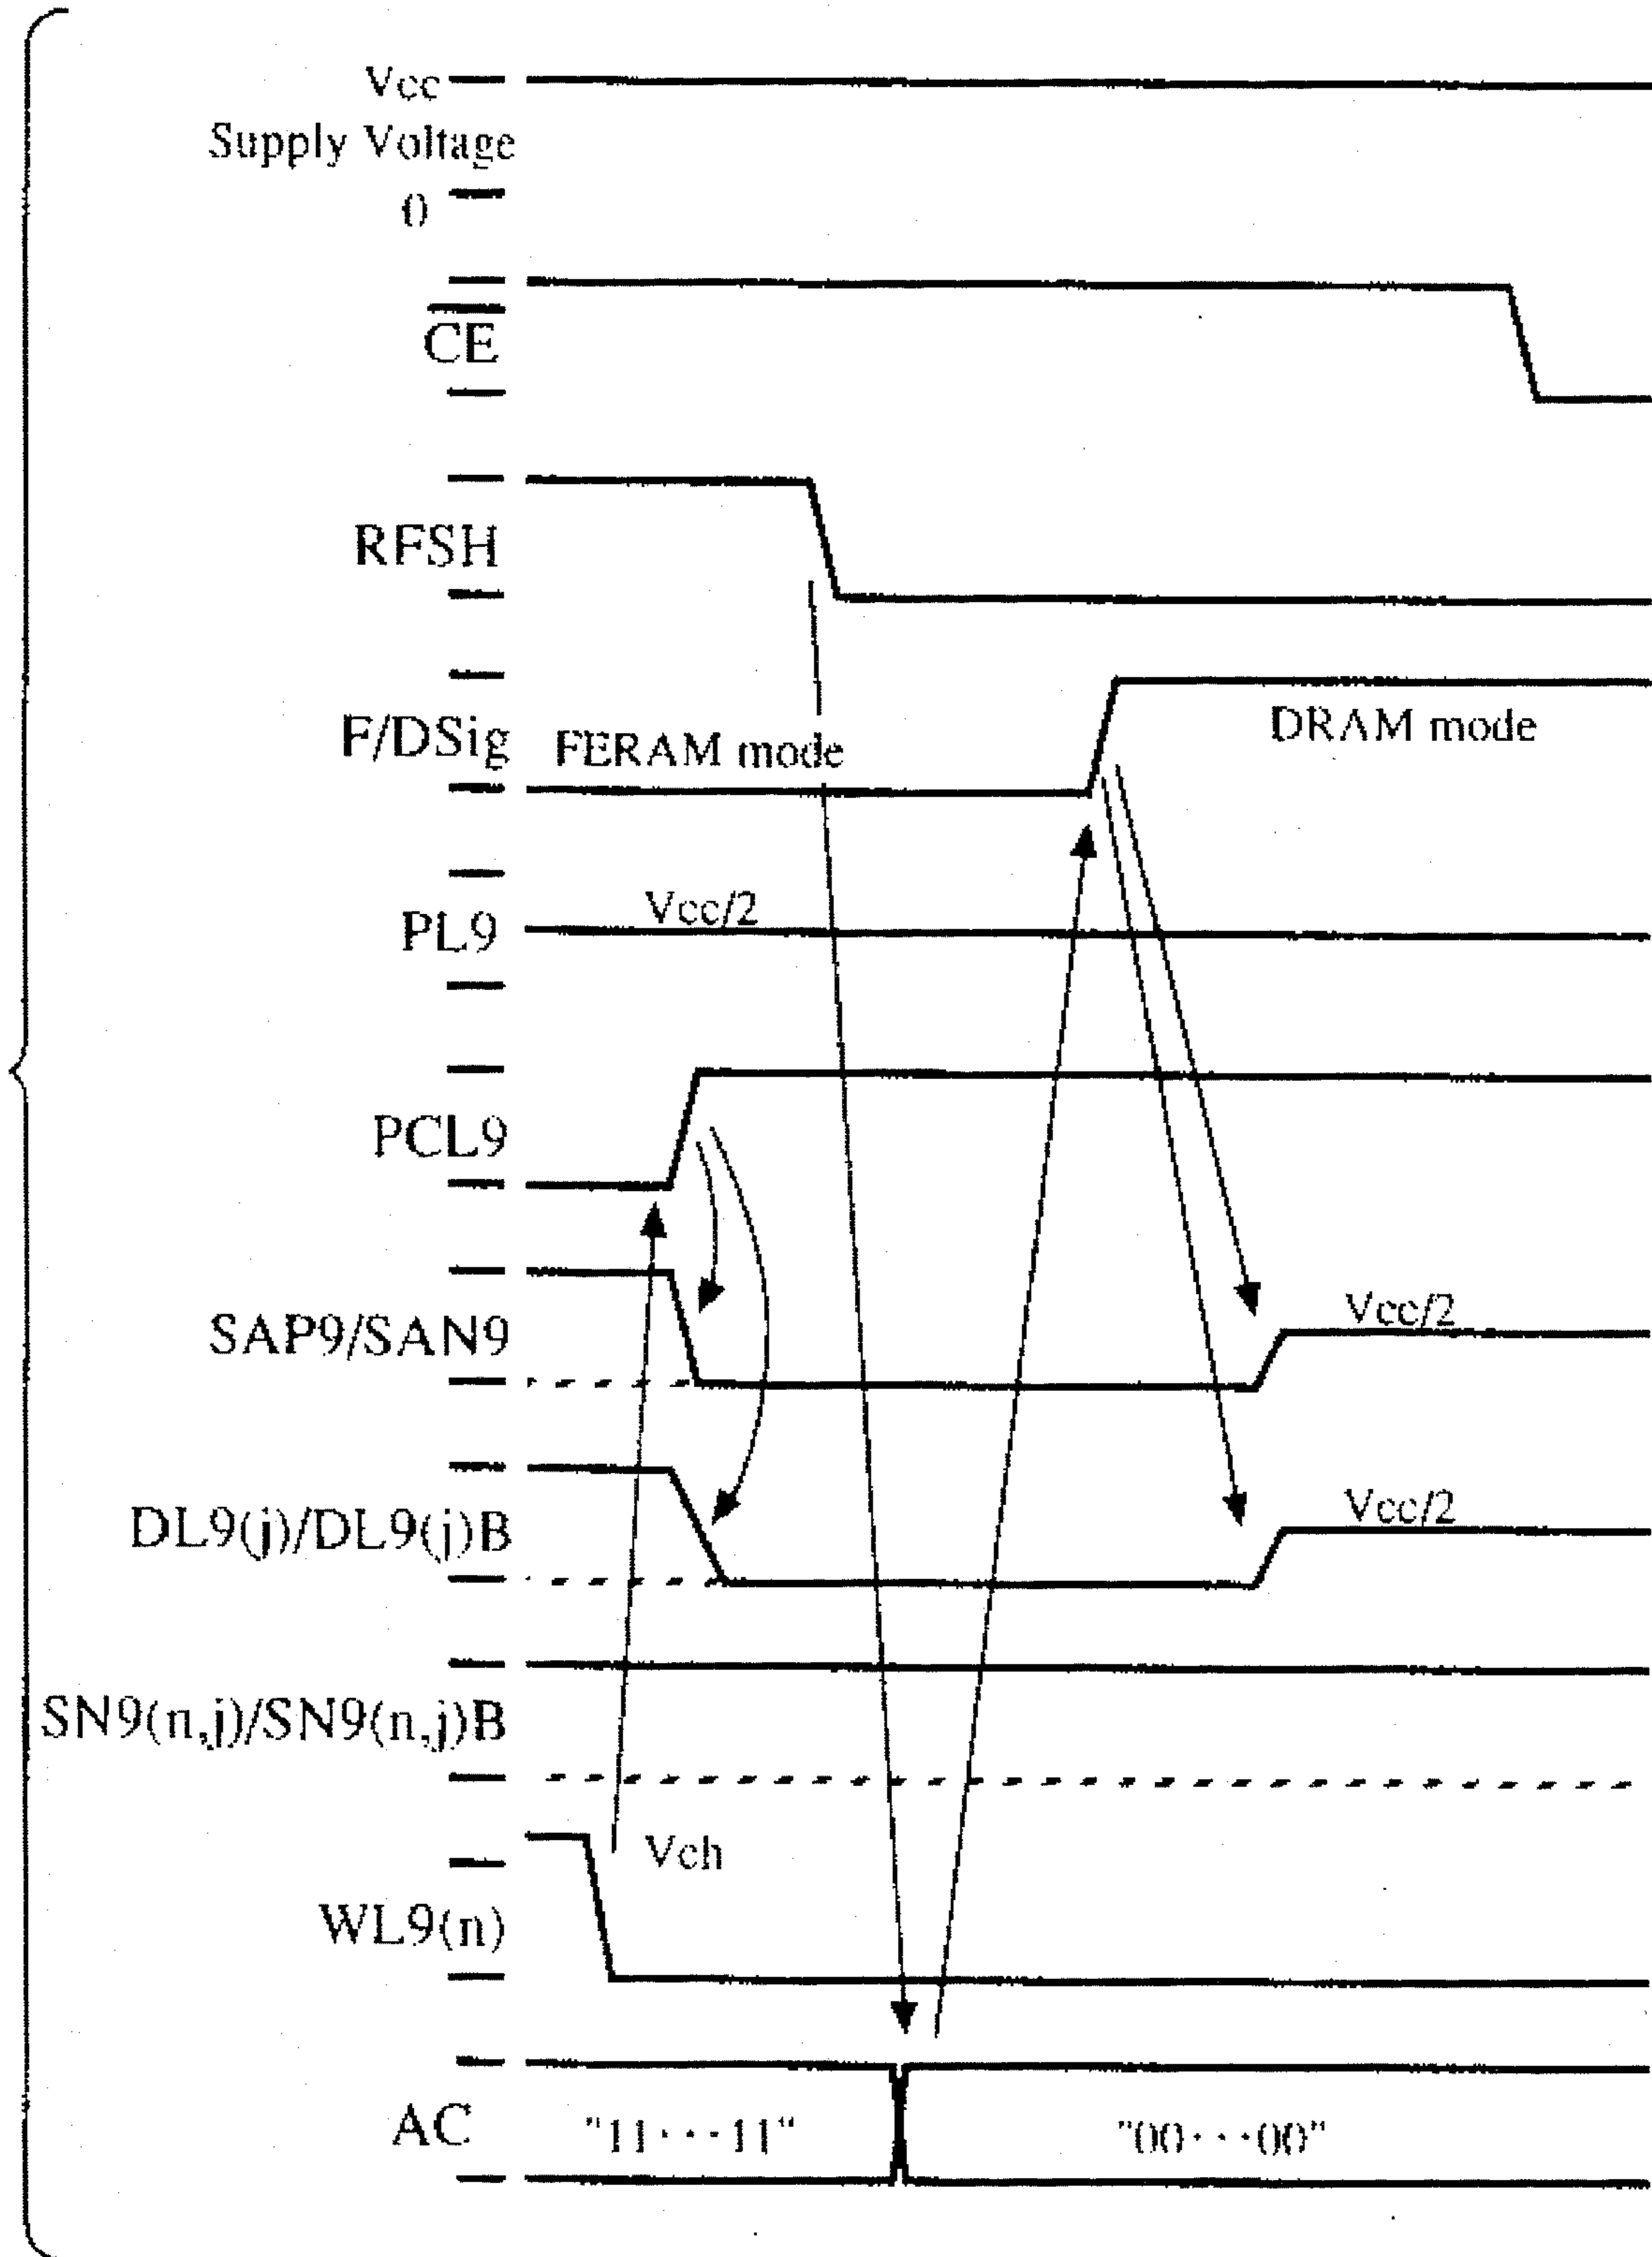 Vcc
Supply Voltage
0
CE
RFSH
F/DSig FERAM mode DRAM mode
PL9 Vcc/2
PCL9
SAP9/SAN9 Vcc/2
DL9(j)/DL9(j)B Vcc/2
SN9(n,j)/SN9(n,j)B
Vch
WL9(n)
AC "11···11" "00···00"